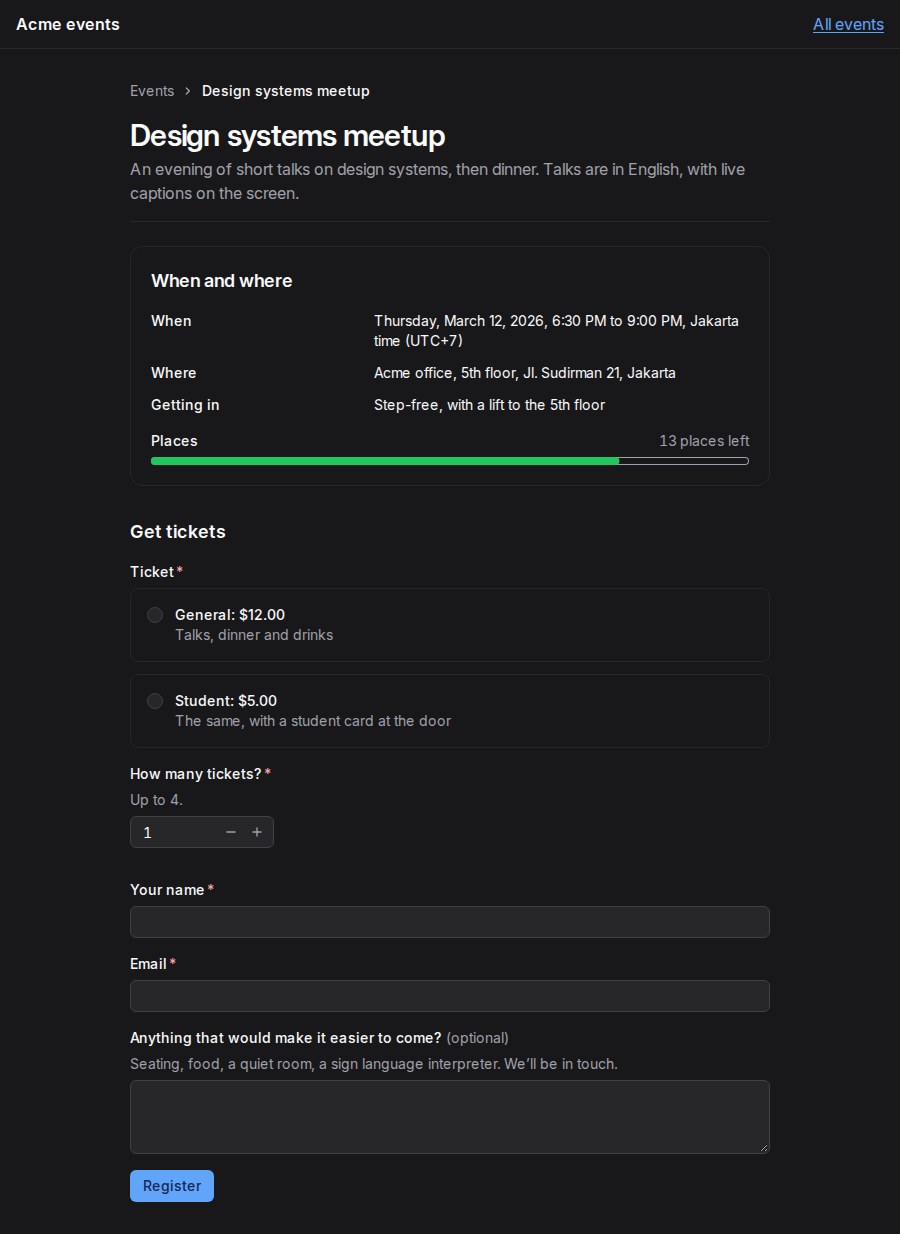 Acme events
All events
Events
Design systems meetup
Design systems meetup
An evening of short talks on design systems, then dinner. Talks are in English, with live
captions on the screen.
When and where
When
Thursday, March 12, 2026, 6:30 PM to 9:00 PM, Jakarta
time (UTC+7)
Where
Acme office, 5th floor, Jl. Sudirman 21, Jakarta
Getting in
Step-free, with a lift to the 5th floor
Places
13 places left
Get tickets
Ticket *
General: $12.00
Talks, dinner and drinks
Student: $5.00
The same, with a student card at the door
How many tickets? *
Up to 4.
1
Your name *
Email *
Anything that would make it easier to come? (optional)
Seating, food, a quiet room, a sign language interpreter. We’ll be in touch.
Register